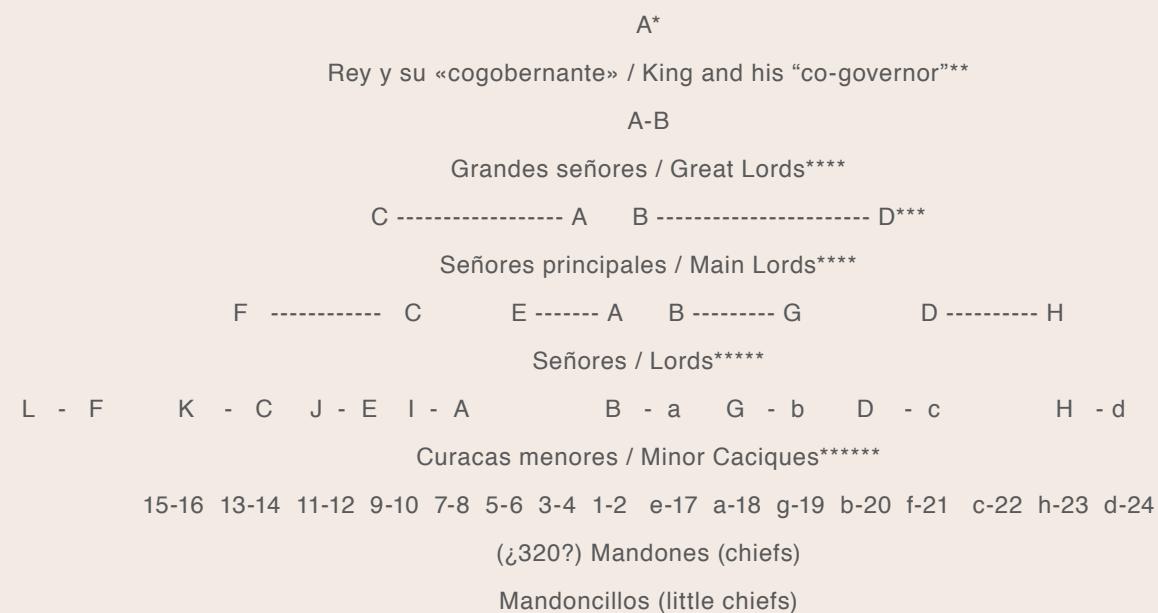 A*
Rey y su «cogobernante» / King and his “co-governor”**
A-B
Grandes señores / Great Lords****
C ------------------ A B ----------------------- D***
Señores principales / Main Lords****
F ------------ C E ------- A B --------- G D ---------- H
Señores / Lords*****
L - F K - C J - E I - A B - a G - b D - c H - d
Curacas menores / Minor Caciques******
15-16 13-14 11-12 9-10 7-8 5-6 3-4 1-2 e-17 a-18 g-19 b-20 f-21 c-22 h-23 d-24
(¿320?) Mandones (chiefs)
Mandoncillos (little chiefs)